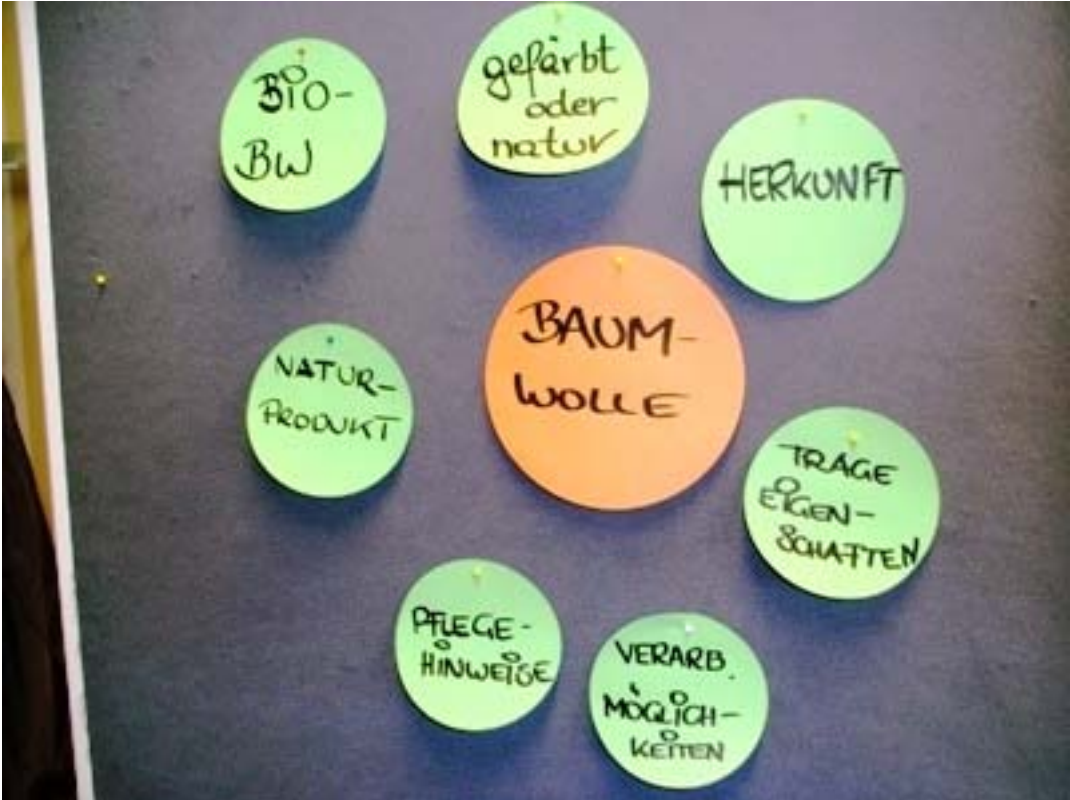 BIO-
BW
gefärbt
oder
natur
HERKUNFT
BAUM-
WOLLE
NATUR-
PRODUKT
TRAGE
EIGEN-
SCHAFTEN
PFLEGE-
HINWEISE
VERARB.
MÖGLICH-
KEITEN